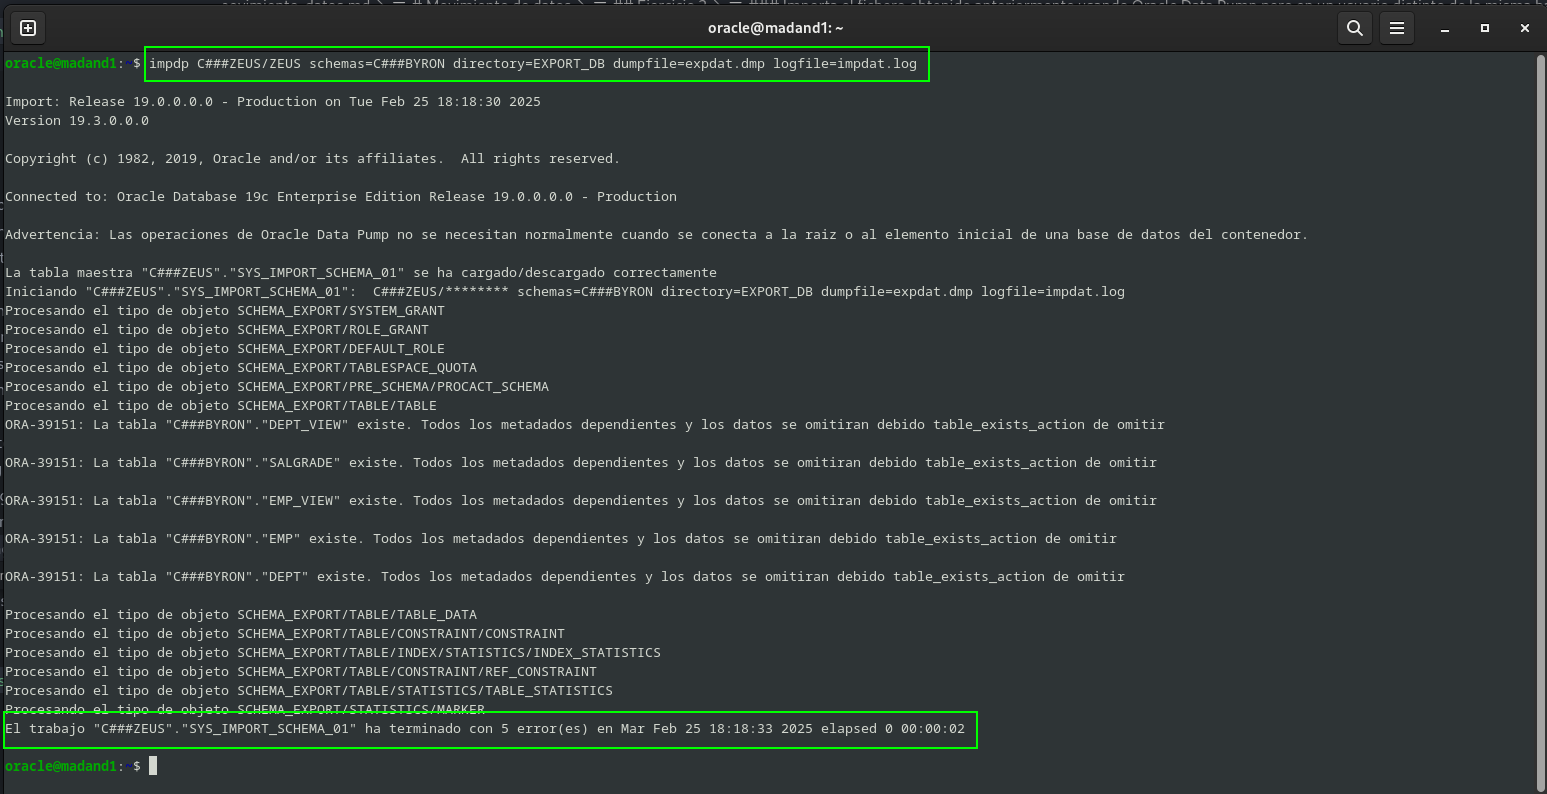 ovimiento_datos.md > # Movimiento de datos > ## Ejercicio 2 > ###
oracle@madand1: ~
oracle@madand1:~$ impdp C###ZEUS/ZEUS schemas=C###BYRON directory=EXPORT_DB dumpfile=expdat.dmp logfile=impdat.log
Import: Release 19.0.0.0.0 - Production on Tue Feb 25 18:18:30 2025
Version 19.3.0.0.0
Copyright (c) 1982, 2019, Oracle and/or its affiliates.  All rights reserved.
Connected to: Oracle Database 19c Enterprise Edition Release 19.0.0.0.0 - Production
Advertencia: Las operaciones de Oracle Data Pump no se necesitan normalmente cuando se conecta a la raiz o al elemento inicial de una base de datos del contenedor.
La tabla maestra "C###ZEUS"."SYS_IMPORT_SCHEMA_01" se ha cargado/descargado correctamente
Iniciando "C###ZEUS"."SYS_IMPORT_SCHEMA_01":  C###ZEUS/******** schemas=C###BYRON directory=EXPORT_DB dumpfile=expdat.dmp logfile=impdat.log
Procesando el tipo de objeto SCHEMA_EXPORT/SYSTEM_GRANT
Procesando el tipo de objeto SCHEMA_EXPORT/ROLE_GRANT
Procesando el tipo de objeto SCHEMA_EXPORT/DEFAULT_ROLE
Procesando el tipo de objeto SCHEMA_EXPORT/TABLESPACE_QUOTA
Procesando el tipo de objeto SCHEMA_EXPORT/PRE_SCHEMA/PROCACT_SCHEMA
Procesando el tipo de objeto SCHEMA_EXPORT/TABLE/TABLE
ORA-39151: La tabla "C###BYRON"."DEPT_VIEW" existe. Todos los metadados dependientes y los datos se omitiran debido table_exists_action de omitir
ORA-39151: La tabla "C###BYRON"."SALGRADE" existe. Todos los metadados dependientes y los datos se omitiran debido table_exists_action de omitir
ORA-39151: La tabla "C###BYRON"."EMP_VIEW" existe. Todos los metadados dependientes y los datos se omitiran debido table_exists_action de omitir
ORA-39151: La tabla "C###BYRON"."EMP" existe. Todos los metadados dependientes y los datos se omitiran debido table_exists_action de omitir
ORA-39151: La tabla "C###BYRON"."DEPT" existe. Todos los metadados dependientes y los datos se omitiran debido table_exists_action de omitir
Procesando el tipo de objeto SCHEMA_EXPORT/TABLE/TABLE_DATA
Procesando el tipo de objeto SCHEMA_EXPORT/TABLE/CONSTRAINT/CONSTRAINT
Procesando el tipo de objeto SCHEMA_EXPORT/TABLE/INDEX/STATISTICS/INDEX_STATISTICS
Procesando el tipo de objeto SCHEMA_EXPORT/TABLE/CONSTRAINT/REF_CONSTRAINT
Procesando el tipo de objeto SCHEMA_EXPORT/TABLE/STATISTICS/TABLE_STATISTICS
Procesando el tipo de objeto SCHEMA_EXPORT/STATISTICS/MARKER
El trabajo "C###ZEUS"."SYS_IMPORT_SCHEMA_01" ha terminado con 5 error(es) en Mar Feb 25 18:18:33 2025 elapsed 0 00:00:02
oracle@madand1:~$